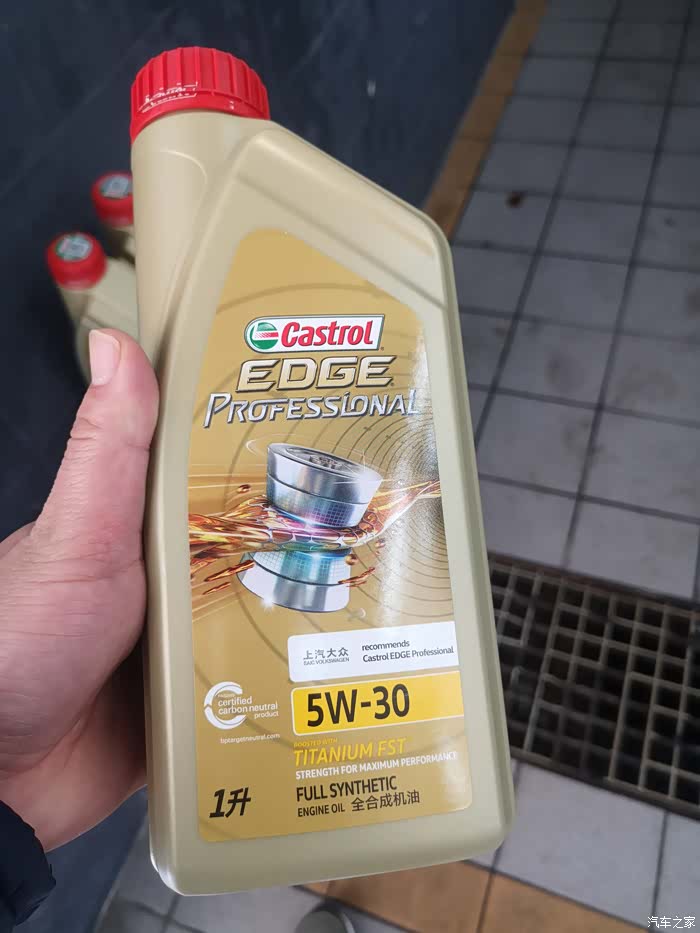 Castrol
EDGE
PROFESSIONAL
上汽大众
SAIC VOLKSWAGEN
recommends
Castrol EDGE Professional
certified
carbon neutral
product
bptargetneutral.com
5W-30
BOOSTED WITH
TITANIUM FST
STRENGTH FOR MAXIMUM PERFORMANCE
1升
FULL SYNTHETIC
ENGINE OIL 全合成机油
汽车之家